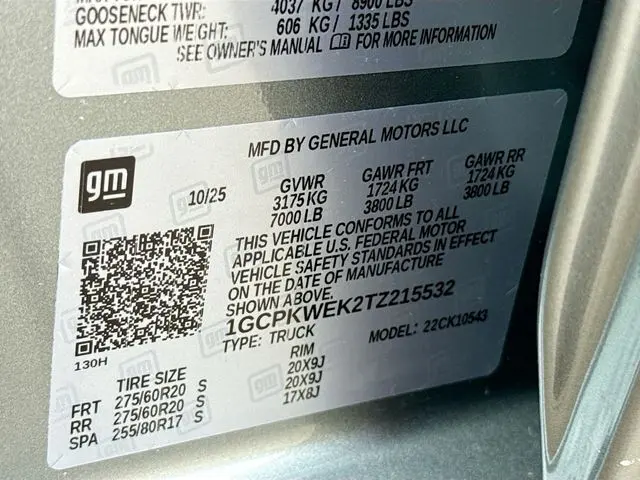 GOOSENECK TWR: 4037 KG / 8900 LBS
MAX TONGUE WEIGHT: 606 KG / 1335 LBS
SEE OWNER'S MANUAL FOR MORE INFORMATION
gm
MFD BY GENERAL MOTORS LLC
10/25 GVWR GAWR FRT GAWR RR
3175 KG 1724 KG 1724 KG
7000 LB 3800 LB 3800 LB
THIS VEHICLE CONFORMS TO ALL
APPLICABLE U.S. FEDERAL MOTOR
VEHICLE SAFETY STANDARDS IN EFFECT
ON THE DATE OF MANUFACTURE
SHOWN ABOVE.
1GCPKWEK2TZ215532
TYPE: TRUCK MODEL: 22CK10543
130H
TIRE SIZE RIM
FRT 275/60R20 S 20X9J
RR 275/60R20 S 20X9J
SPA 255/80R17 S 17X8J